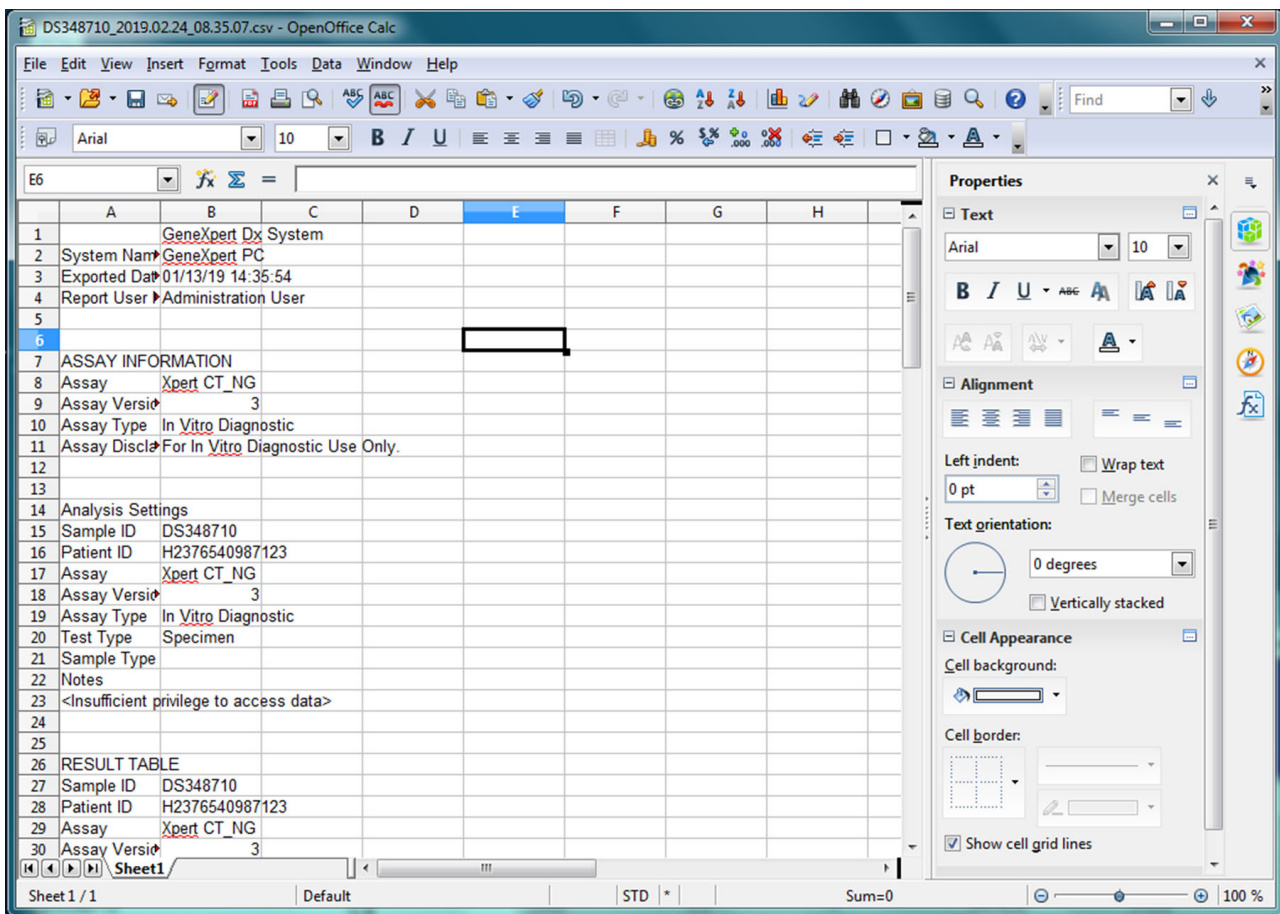 DS348710_2019.02.24_08.35.07.csv - OpenOffice Calc
File Edit View Insert Format Tools Data Window Help
ABC ABC Find
Arial 10 B I U
E6 =
Properties
A B C D E F G H
Text
Arial 10
B I U ABC
1 GeneXpert Dx System
2 System Nam GeneXpert PC
3 Exported Dat 01/13/19 14:35:54
4 Report User Administration User
5
6
7 ASSAY INFORMATION
8 Assay Xpert CT_NG
9 Assay Versio 3
10 Assay Type In Vitro Diagnostic
11 Assay Discla For In Vitro Diagnostic Use Only.
12
13
14 Analysis Settings
15 Sample ID DS348710
16 Patient ID H2376540987123
17 Assay Xpert CT_NG
18 Assay Versio 3
19 Assay Type In Vitro Diagnostic
20 Test Type Specimen
21 Sample Type
22 Notes
23 <Insufficient privilege to access data>
24
25
26 RESULT TABLE
27 Sample ID DS348710
28 Patient ID H2376540987123
29 Assay Xpert CT_NG
30 Assay Versio 3
Alignment
Left indent:
Wrap text
0 pt
Merge cells
Text orientation:
0 degrees
Vertically stacked
Cell Appearance
Cell background:
Cell border:
Show cell grid lines
Sheet1
Sheet 1 / 1 Default STD * Sum=0 100 %